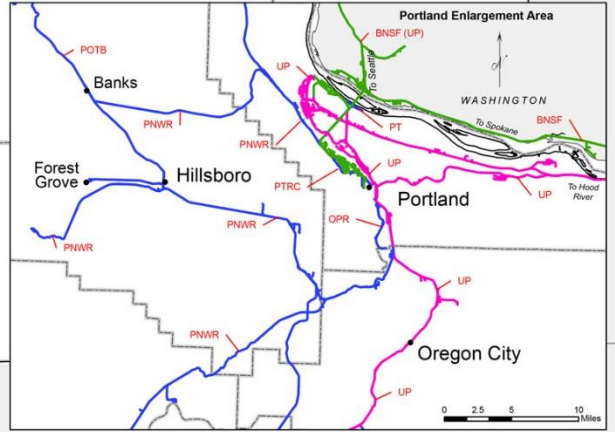 Portland Enlargement Area
BNSF (UP)
POTB
To Seattle
UP
WASHINGTON
Banks
To Spokane
BNSF
PT
PNWR
PNWR
UP
Forest
Grove
Hillsboro
UP
To Hood
River
PTRC
Portland
PNWR
OPR
PNWR
UP
PNWR
Oregon City
UP
0 2.5 5 10
Miles